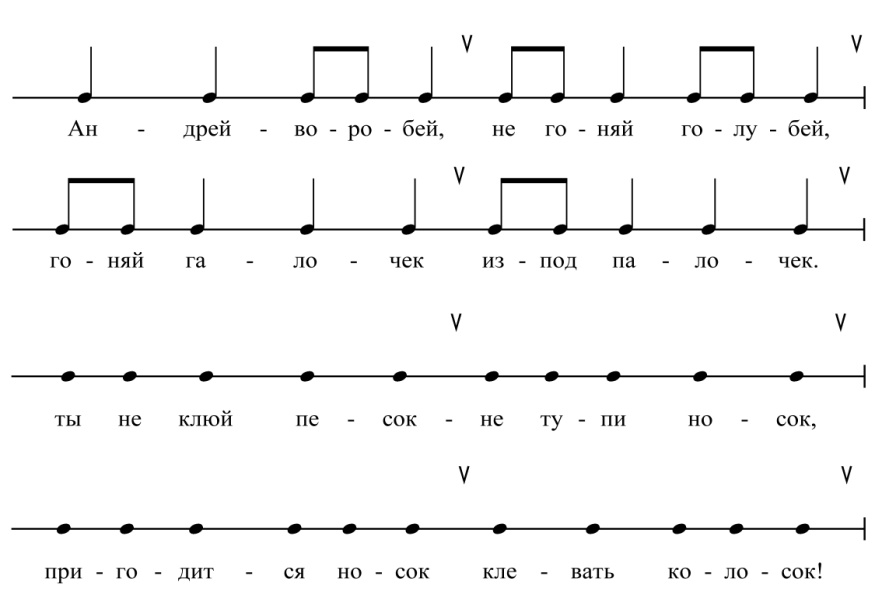 Ан - дрей - во - ро - бей, не го - няй го - лу - бей,
го - няй га - ло - чек из - под па - ло - чек.
ты не клюй пе - сок - не ту - пи но - сок,
при - го - дит - ся но - сок кле - вать ко - ло - сок!